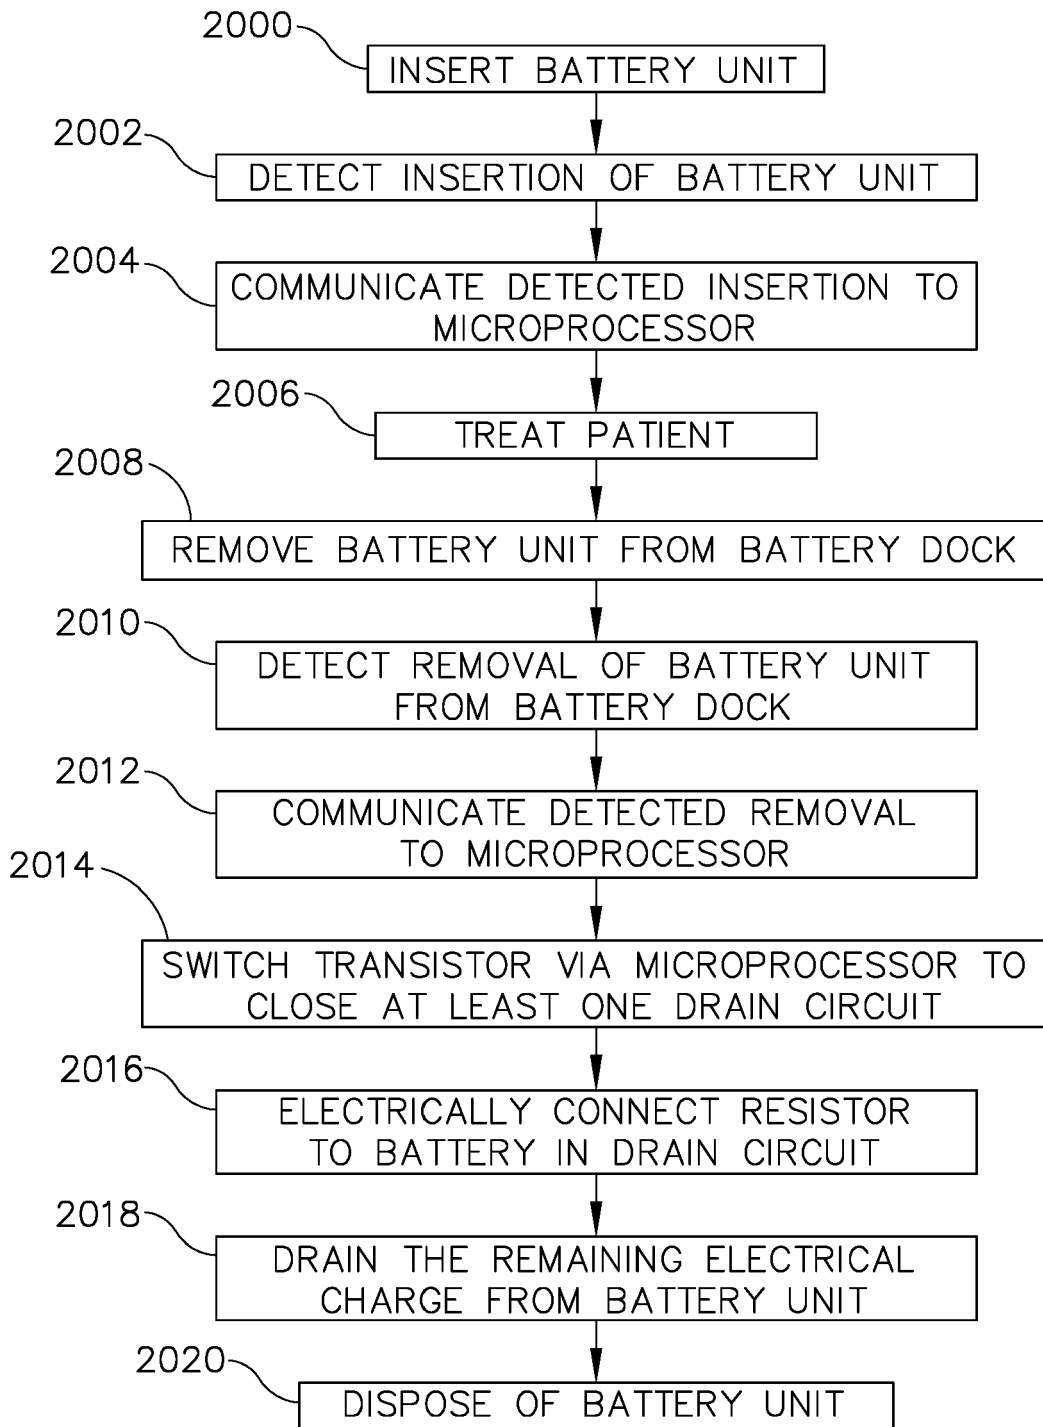 2000
INSERT BATTERY UNIT
2002
DETECT INSERTION OF BATTERY UNIT
2004
COMMUNICATE DETECTED INSERTION TO
MICROPROCESSOR
2006
TREAT PATIENT
2008
REMOVE BATTERY UNIT FROM BATTERY DOCK
2010
DETECT REMOVAL OF BATTERY UNIT
FROM BATTERY DOCK
2012
COMMUNICATE DETECTED REMOVAL
TO MICROPROCESSOR
2014
SWITCH TRANSISTOR VIA MICROPROCESSOR TO
CLOSE AT LEAST ONE DRAIN CIRCUIT
2016
ELECTRICALLY CONNECT RESISTOR
TO BATTERY IN DRAIN CIRCUIT
2018
DRAIN THE REMAINING ELECTRICAL
CHARGE FROM BATTERY UNIT
2020
DISPOSE OF BATTERY UNIT